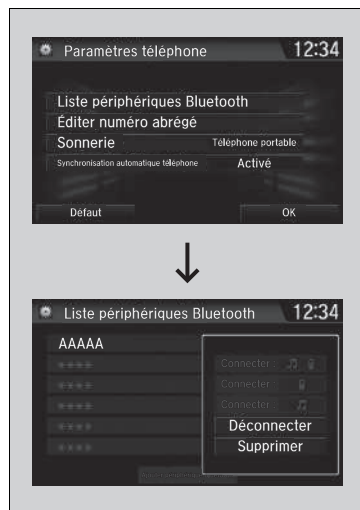 Paramètres téléphone 12:34
Liste périphériques Bluetooth
Éditer numéro abrégé
Sonnerie Téléphone portable
Synchronisation automatique téléphone Activé
Défaut OK
Liste périphériques Bluetooth 12:34
AAAAA
Connecter :
****
Connecter :
****
Connecter :
****
Déconnecter
****
Supprimer
****